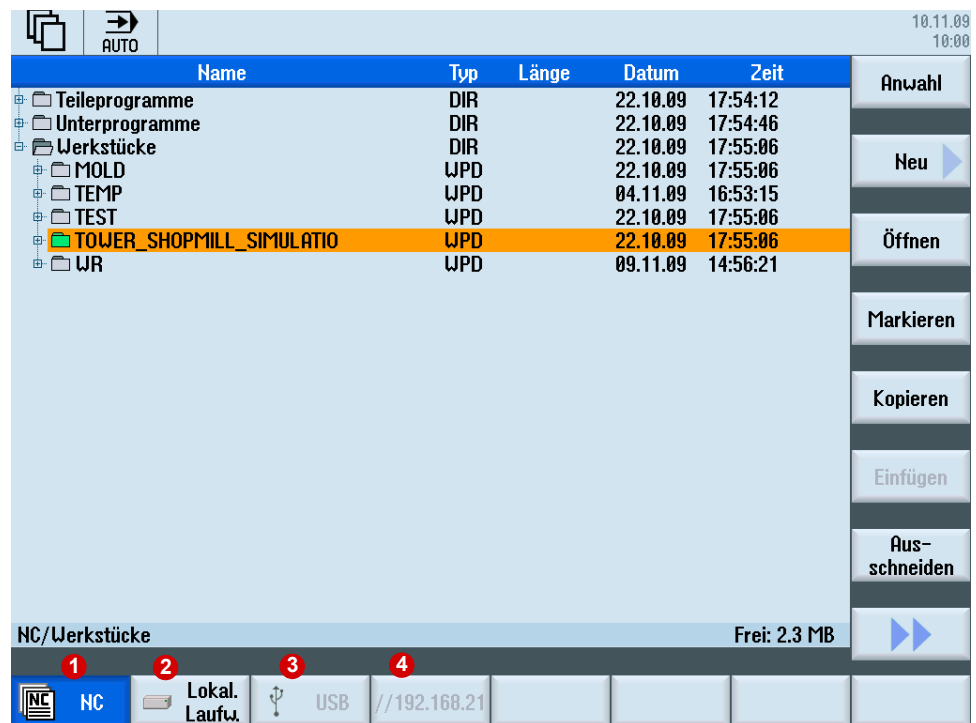 AUTO
10.11.09
10:00
Name Typ Länge Datum Zeit
Teileprogramme DIR 22.10.09 17:54:12
Unterprogramme DIR 22.10.09 17:54:46
Werkstücke DIR 22.10.09 17:55:06
MOLD WPD 22.10.09 17:55:06
TEMP WPD 04.11.09 16:53:15
TEST WPD 22.10.09 17:55:06
TOWER_SHOPMILL_SIMULATIO WPD 22.10.09 17:55:06
WR WPD 09.11.09 14:56:21
NC/Werkstücke Frei: 2.3 MB
Anwahl
Neu
Öffnen
Markieren
Kopieren
Einfügen
Aus-
schneiden
1 2 3 4
NC NC
Lokal.
Laufw.
USB
//192.168.21